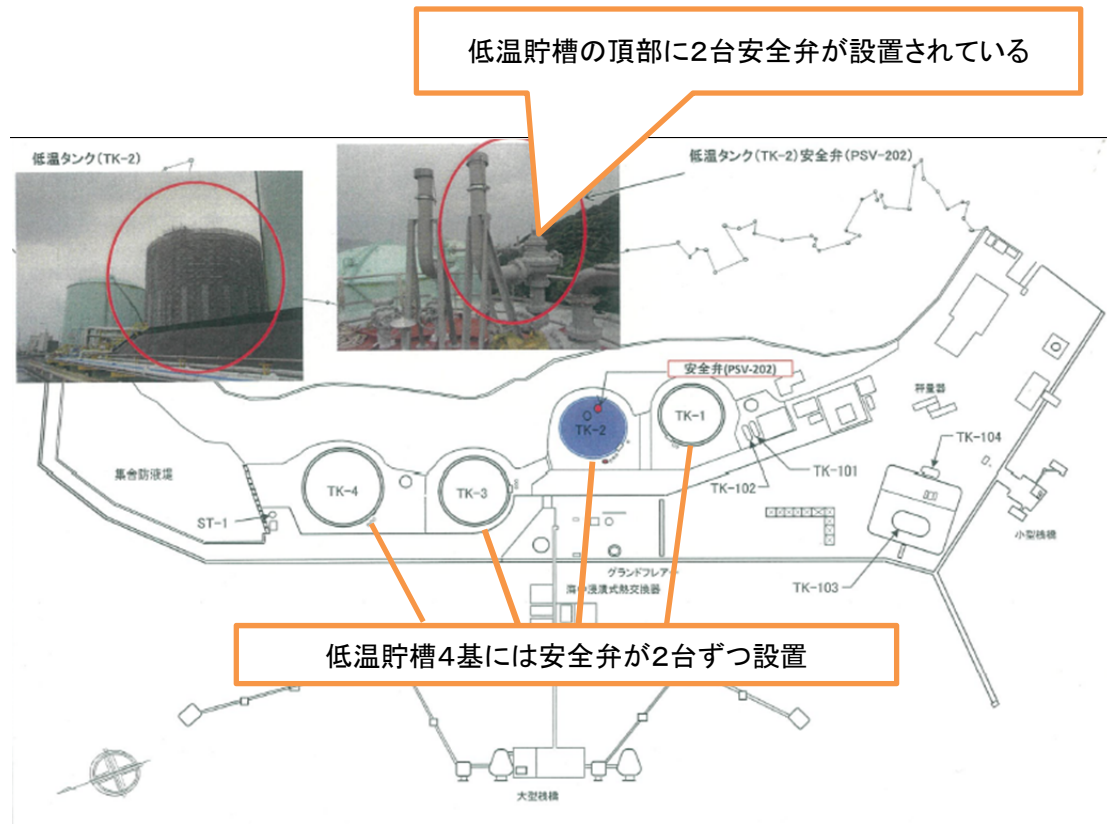 低温貯槽の頂部に2台安全弁が設置されている
低温タンク(TK-2)
低温タンク(TK-2)安全弁(PSV-202)
安全弁(PSV-202)
TK-1
TK-2
TK-101
TK-102
秤量器
TK-104
集合防液堤
TK-4
TK-3
ST-1
小型桟橋
グランドフレアー
TK-103
海中浸漬式熱交換器
低温貯槽4基には安全弁が2台ずつ設置
大型桟橋